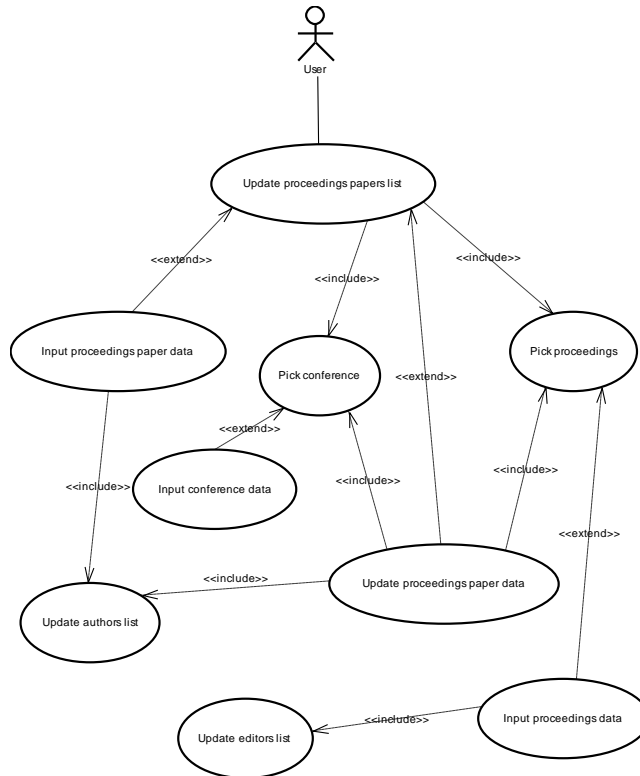 User
Update proceedings papers list
<<extend>>
<<include>>
<<include>>
Input proceedings paper data
Pick proceedings
Pick conference
<<extend>>
<<extend>>
<<include>>
<<include>>
<<include>>
Input conference data
<<extend>>
<<include>>
Update proceedings paper data
Update authors list
<<include>>
Input proceedings data
Update editors list